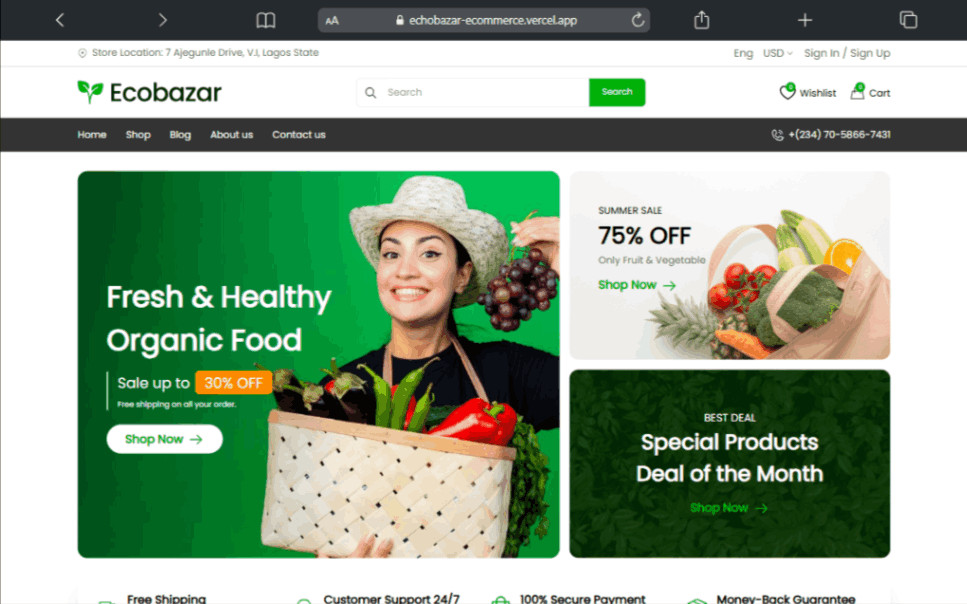 AA echobazar-ecommerce.vercel.app
Store Location: 7 Ajegunle Drive, V.I, Lagos State
Eng USD Sign In / Sign Up
Ecobazar
Search
Search
0
Wishlist
0
Cart
Home Shop Blog About us Contact us
+(234) 70-5866-7431
Fresh & Healthy
Organic Food
Sale up to 30% OFF
Free shipping on all your order.
Shop Now →
SUMMER SALE
75% OFF
Only Fruit & Vegetable
Shop Now →
BEST DEAL
Special Products
Deal of the Month
Shop Now →
Free Shipping
Customer Support 24/7
100% Secure Payment
Money-Back Guarantee